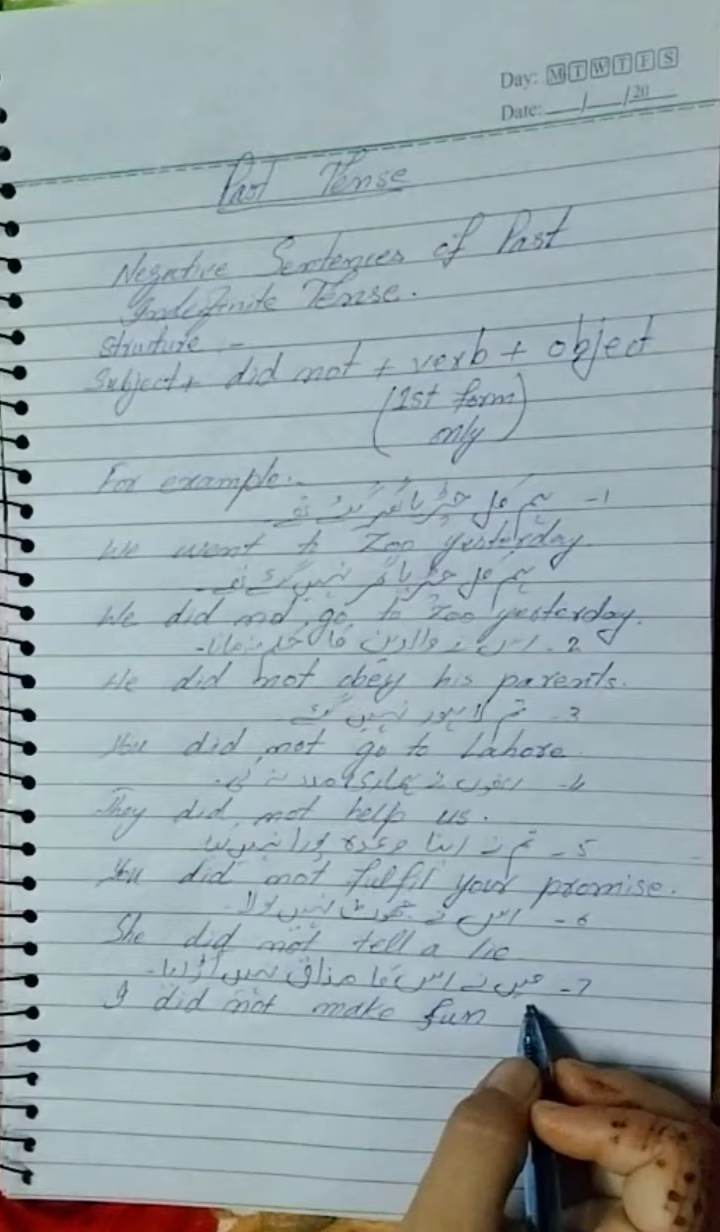 Day: M T W T F S
Date: __/__/20__
Past Tense
Negative Sentences of Past
Indefinite Tense.
Structure :-
Subject + did not + verb + object
(1st form
only)
For example:-
1- ہم کل چڑیا گھر گئے تھے۔
We went to Zoo yesterday.
ہم کل چڑیا گھر نہیں گئے تھے۔
We did not go to Zoo yesterday.
2- اس نے والدین کا حکم نہ مانا۔
He did not obey his parents.
3- تم لاہور نہیں گئے۔
You did not go to Lahore.
4- انھوں نے ہماری مدد نہ کی۔
They did not help us.
5- تم نے اپنا وعدہ پورا نہیں کیا
You did not fulfil your promise.
6- اس نے جھوٹ نہیں بولا۔
She did not tell a lie
7- میں نے اس کا مذاق نہیں اڑایا۔
I did not make fun